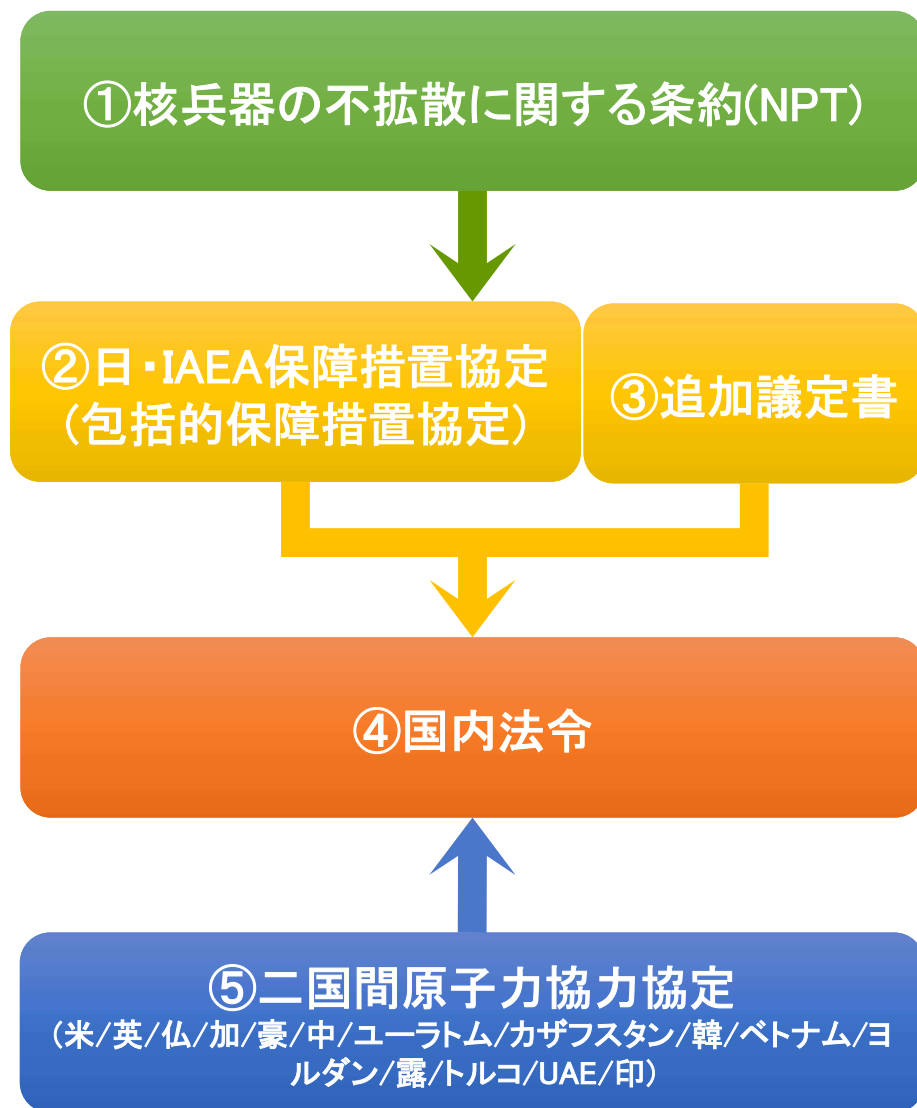 ①核兵器の不拡散に関する条約(NPT)
②日・IAEA保障措置協定
(包括的保障措置協定)
③追加議定書
④国内法令
⑤二国間原子力協力協定
(米/英/仏/加/豪/中/ユーラトム/カザフスタン/韓/ベトナム/ヨ
ルダン/露/トルコ/UAE/印)